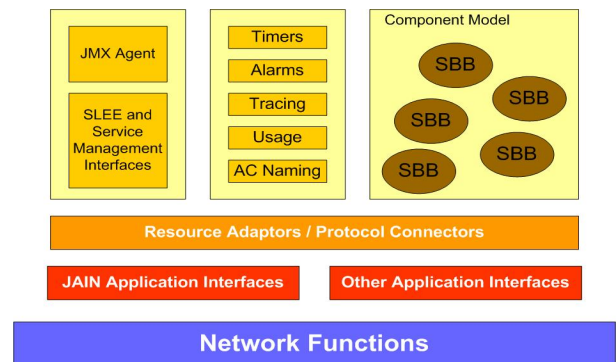 JMX Agent
SLEE and
Service
Management
Interfaces
Timers
Alarms
Tracing
Usage
AC Naming
Component Model
SBB
SBB
SBB
SBB
SBB
Resource Adaptors / Protocol Connectors
JAIN Application Interfaces
Other Application Interfaces
Network Functions